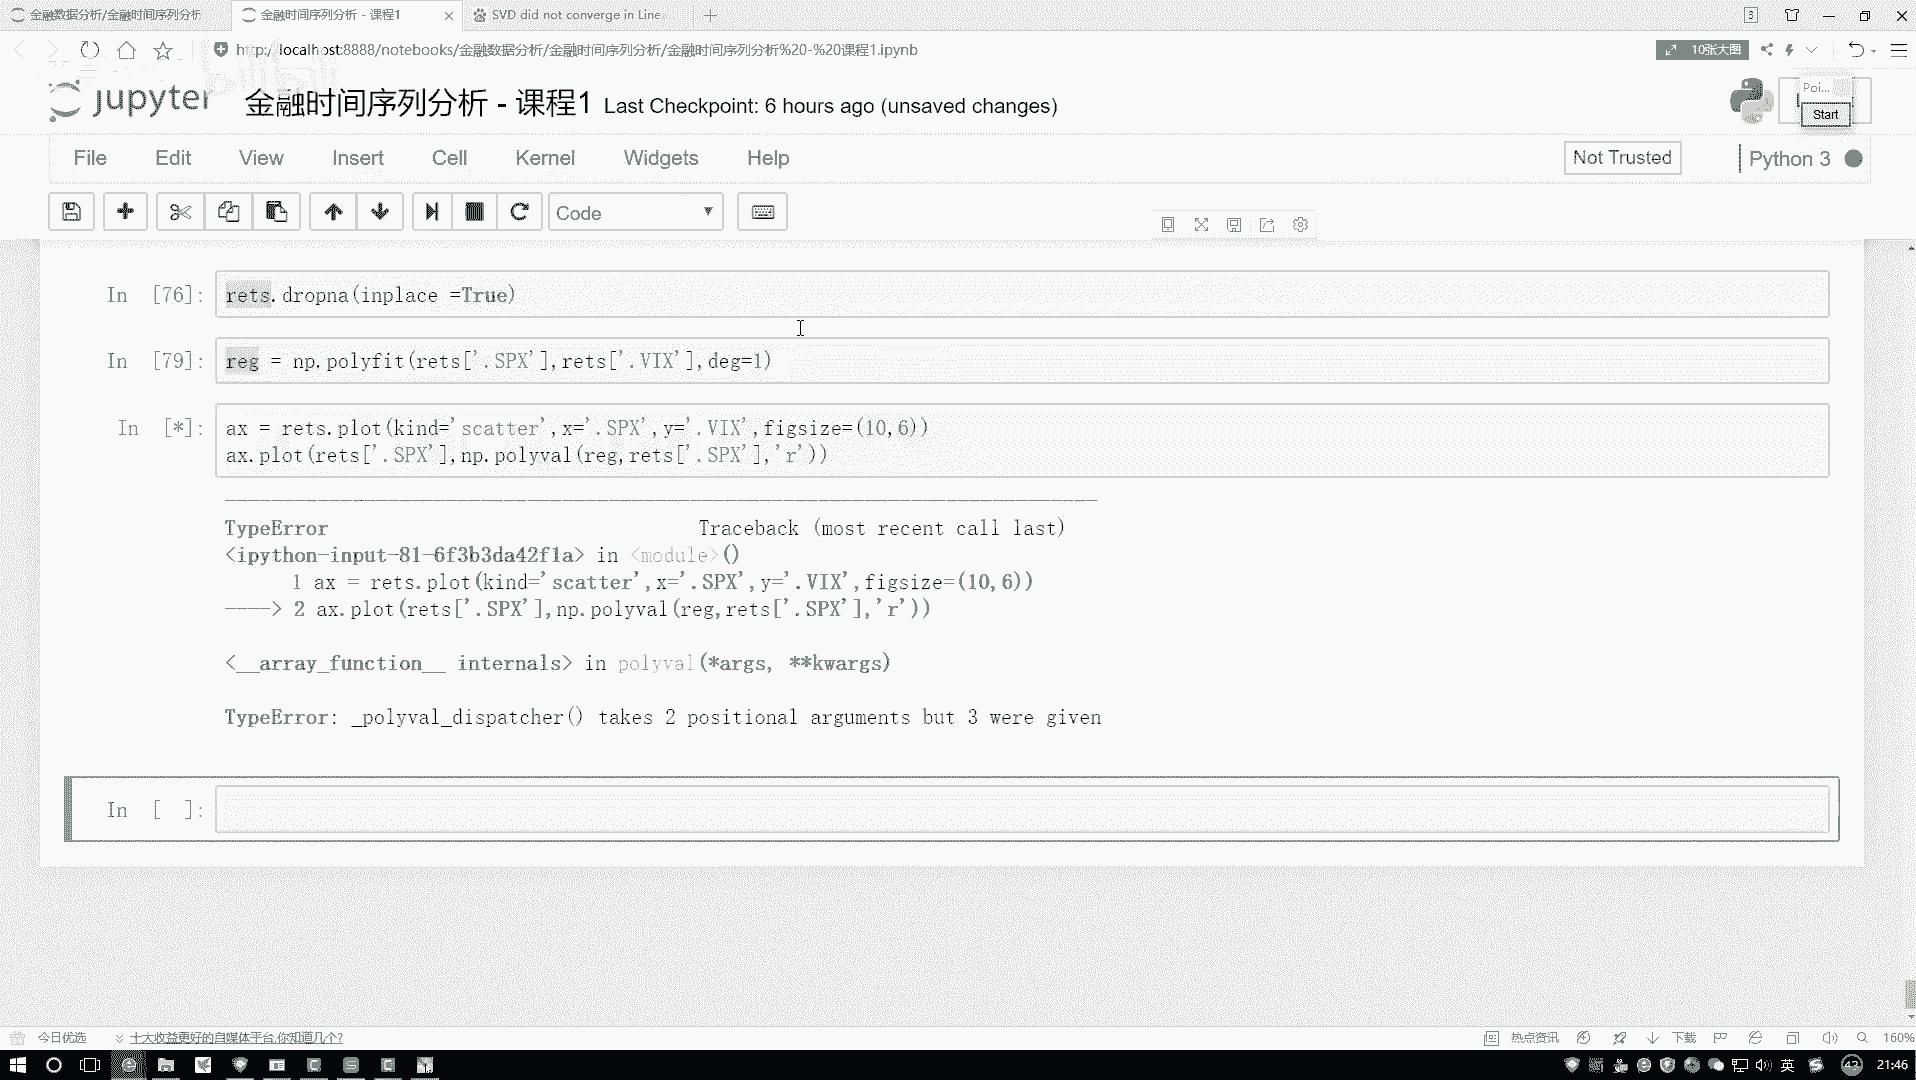 金融数据分析/金融时间序列分析
金融时间序列分析 - 课程1
SVD did not converge in Line
3
http://localhost:8888/notebooks/金融数据分析/金融时间序列分析/金融时间序列分析%20-%20课程1.ipynb
10张大图
jupyter
金融时间序列分析 - 课程1
Last Checkpoint: 6 hours ago (unsaved changes)
Poi...
Start
File Edit View Insert Cell Kernel Widgets Help
Not Trusted
Python 3
Code
In [76]: rets.dropna(inplace =True)
In [79]: reg = np.polyfit(rets['.SPX'],rets['.VIX'],deg=1)
In [*]: ax = rets.plot(kind='scatter',x='.SPX',y='.VIX',figsize=(10,6))
ax.plot(rets['.SPX'],np.polyval(reg,rets['.SPX'],'r'))
TypeError Traceback (most recent call last)
<ipython-input-81-6f3b3da42f1a> in <module>()
1 ax = rets.plot(kind='scatter',x='.SPX',y='.VIX',figsize=(10,6))
----> 2 ax.plot(rets['.SPX'],np.polyval(reg,rets['.SPX'],'r'))
<__array_function__ internals> in polyval(*args, **kwargs)
TypeError: _polyval_dispatcher() takes 2 positional arguments but 3 were given
In [ ]:
今日优选
十大收益更好的自媒体平台,你知道几个?
热点资讯
下载
160%
英
43
21:46